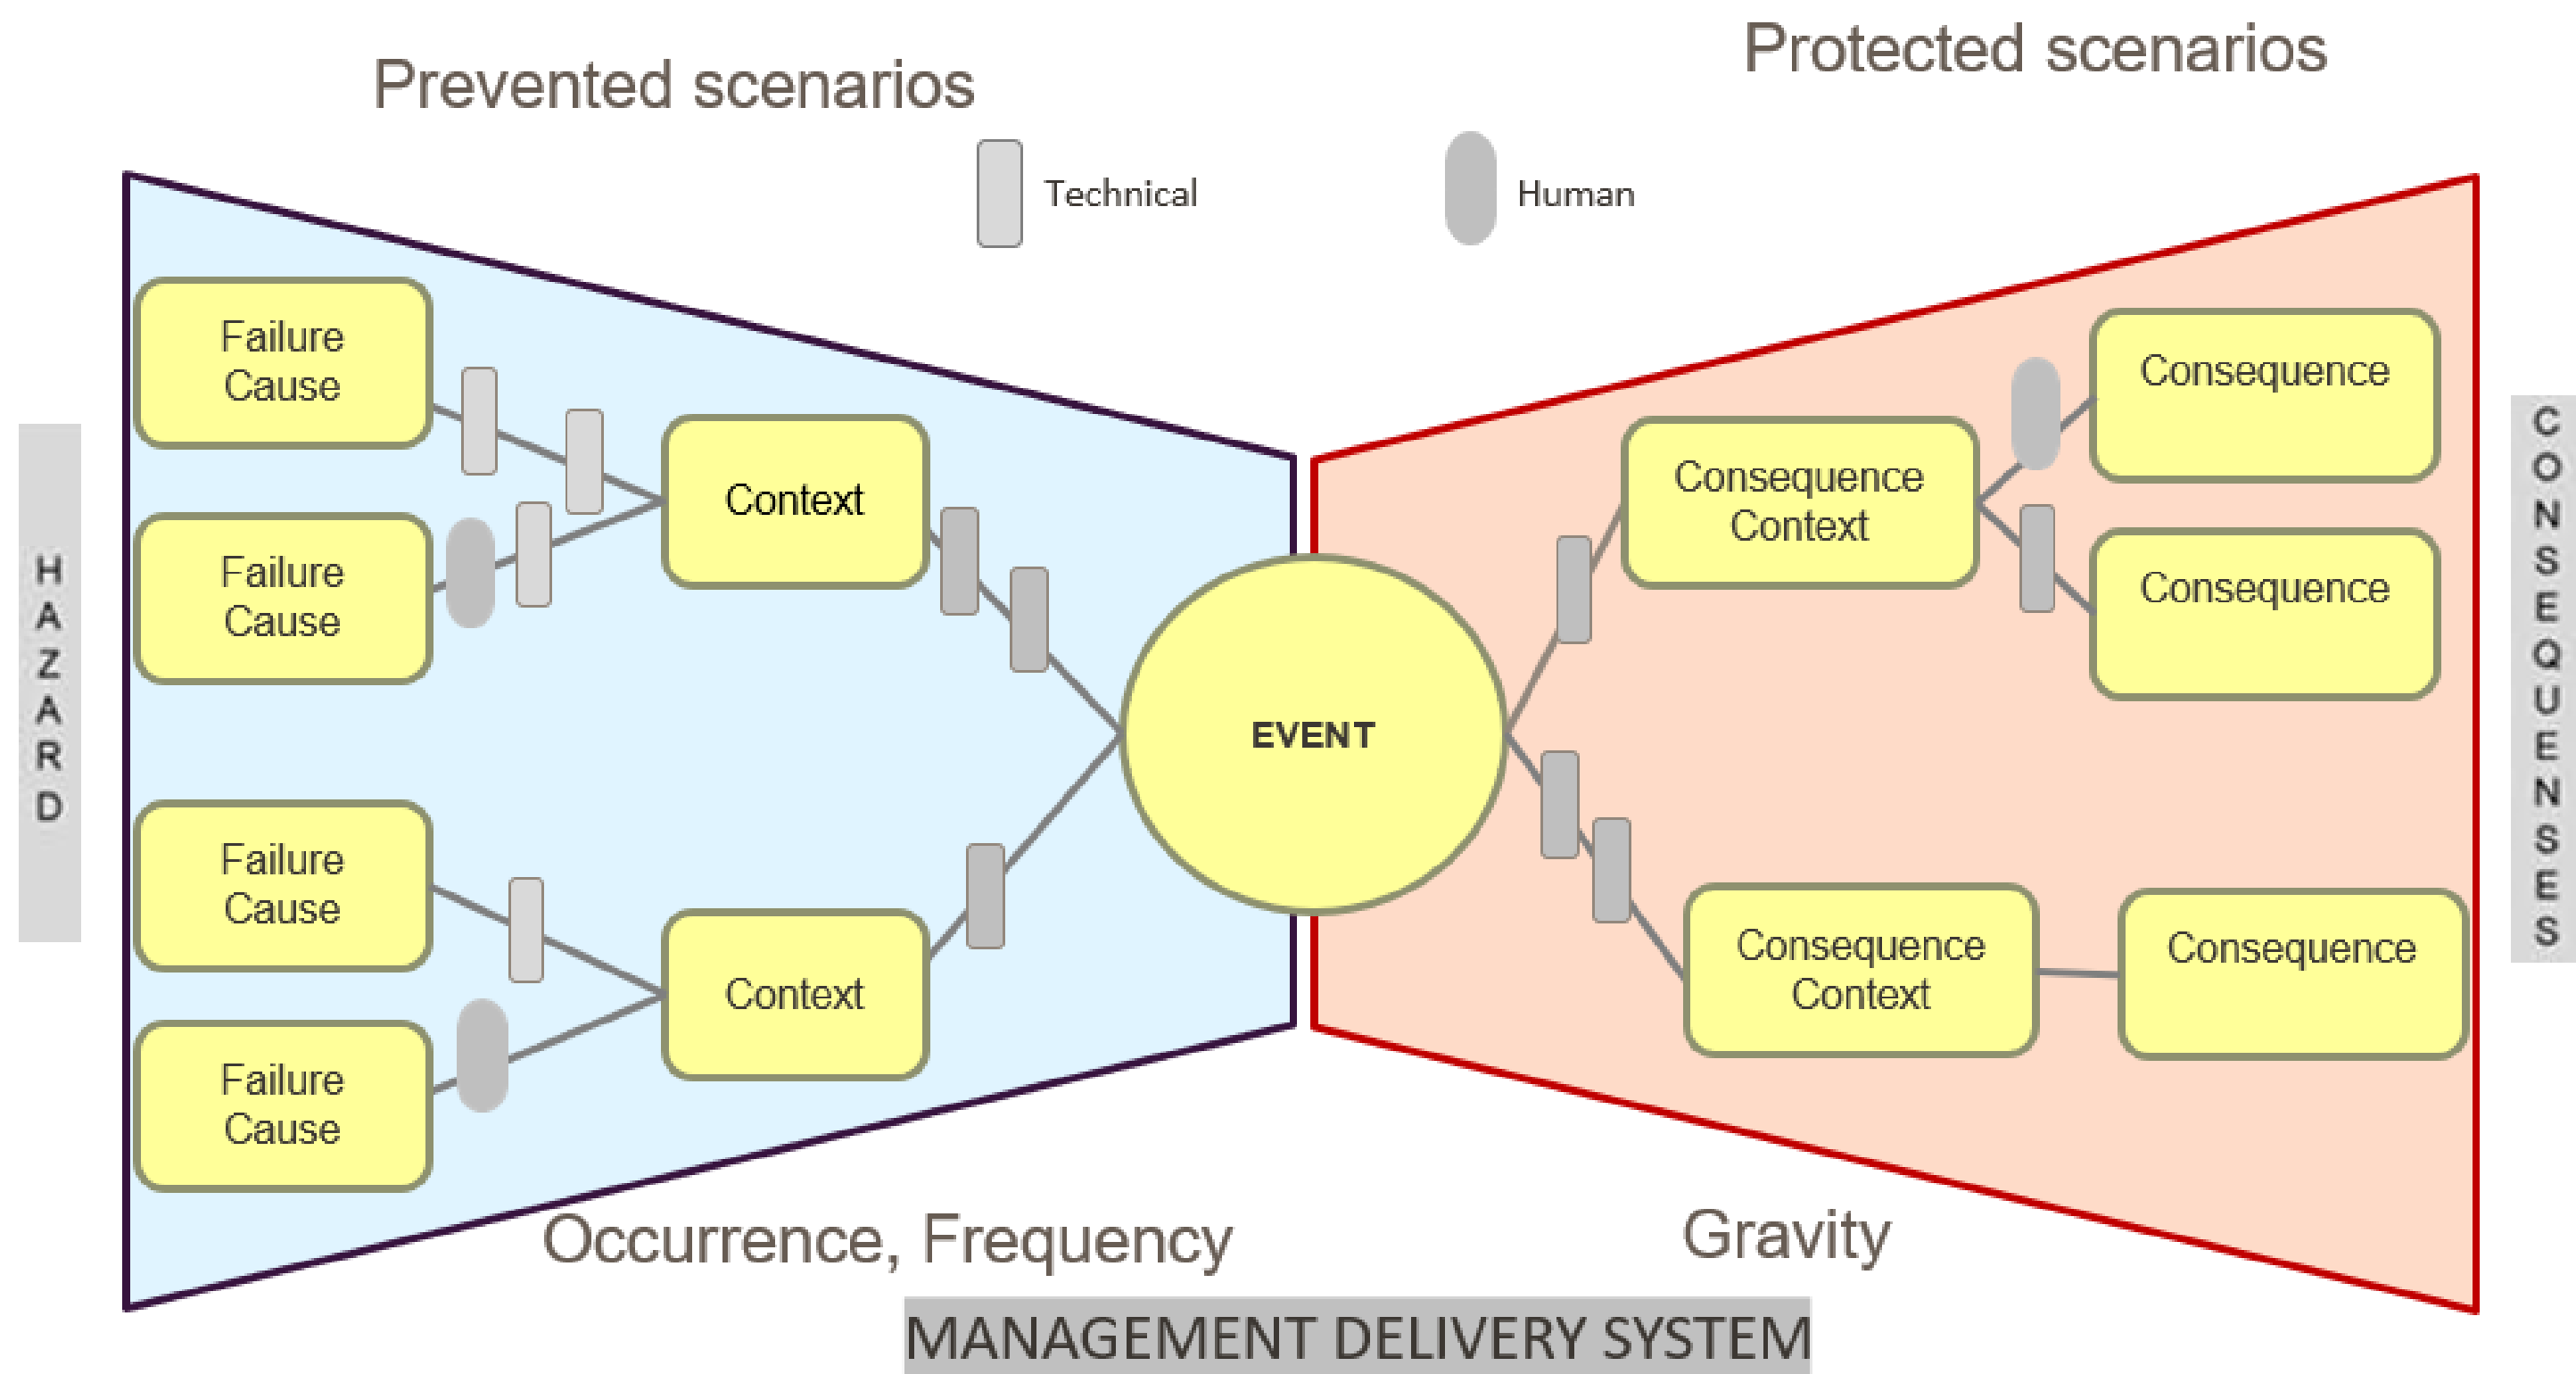 Prevented scenarios
Protected scenarios
Technical
Human
HAZARD
Failure
Cause
Failure
Cause
Failure
Cause
Failure
Cause
Context
Context
EVENT
Consequence
Context
Consequence
Context
Consequence
Consequence
Consequence
CONSEQUENSES
Occurrence, Frequency
Gravity
MANAGEMENT DELIVERY SYSTEM